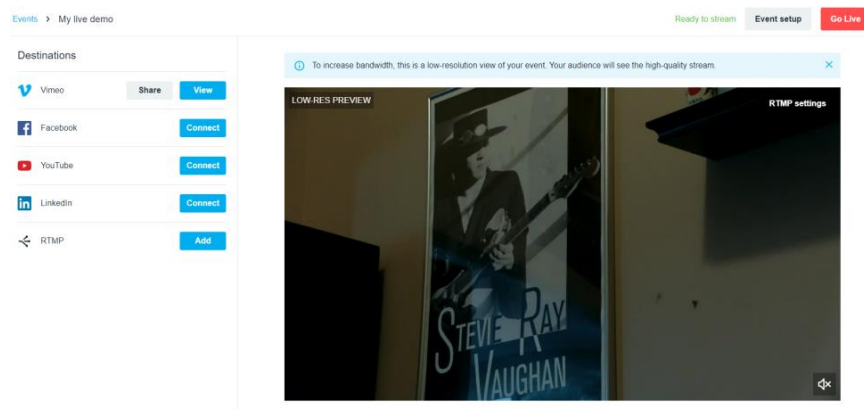 Events > My live demo
Ready to stream
Event setup
Go Live
Destinations
Vimeo
Share
View
Facebook
Connect
YouTube
Connect
LinkedIn
Connect
RTMP
Add
To increase bandwidth, this is a low-resolution view of your event. Your audience will see the high-quality stream.
LOW-RES PREVIEW
RTMP settings
STEVIE RAY
VAUGHAN